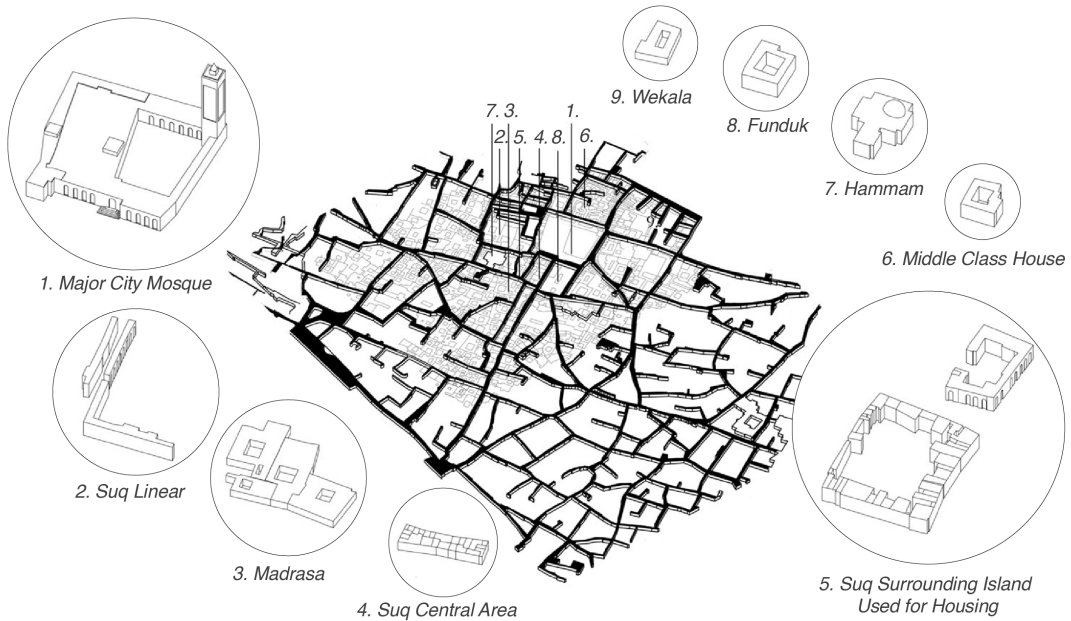 9. Wekala
8. Funduk
7. 3. 1.
2. 5. 4. 8. 6.
7. Hammam
9.
6. Middle Class House
1. Major City Mosque
2. Suq Linear
3. Madrasa
4. Suq Central Area
5. Suq Surrounding Island
Used for Housing